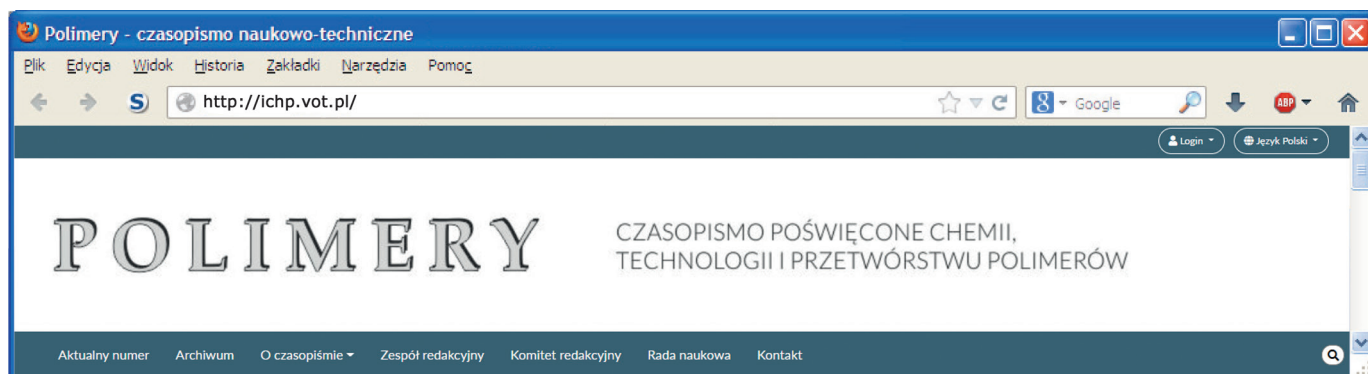 Polimery - czasopismo naukowo-techniczne
Plik Edycja Widok Historia Zakładki Narzędzia Pomoc
S http://ichp.vot.pl/ 8 Google ABP
Login Język Polski
POLIMERY
CZASOPISMO POŚWIĘCONE CHEMII,
TECHNOLOGII I PRZETWÓRSTWU POLIMERÓW
Aktualny numer Archiwum O czasopiśmie Zespół redakcyjny Komitet redakcyjny Rada naukowa Kontakt